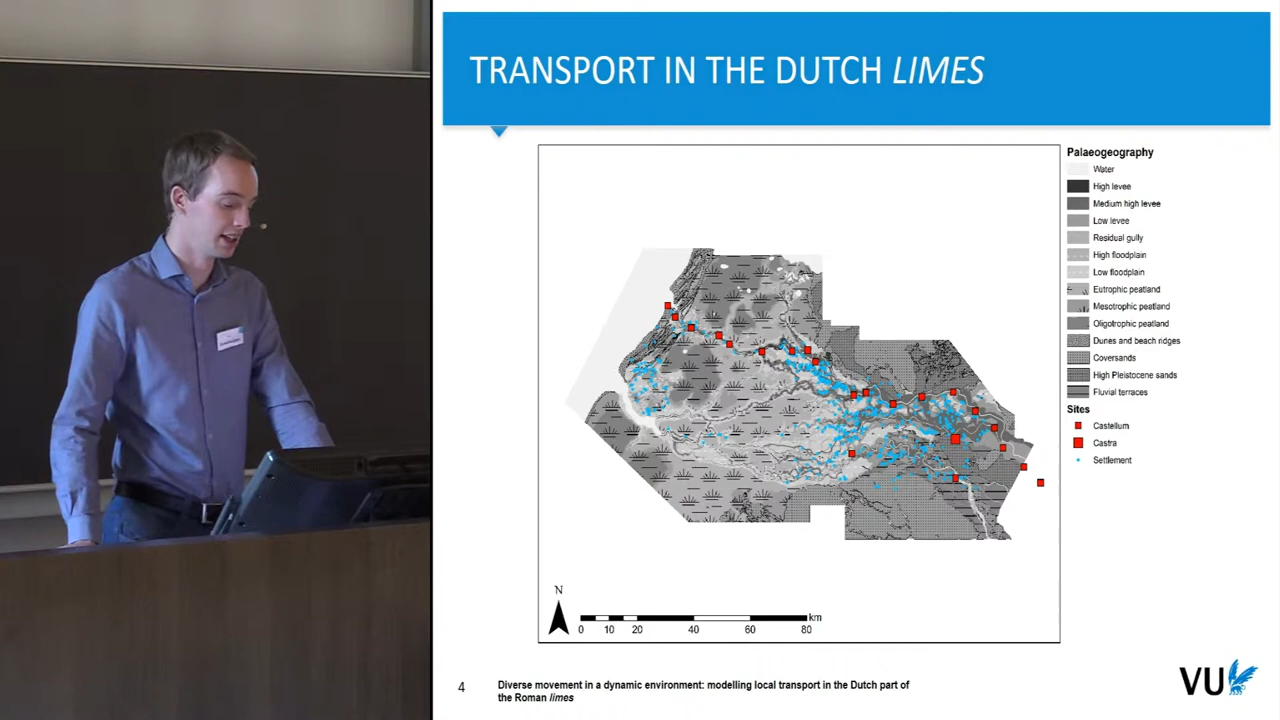 TRANSPORT IN THE DUTCH LIMES
Palaeogeography
Water
High levee
Medium high levee
Low levee
Residual gully
High floodplain
Low floodplain
Eutrophic peatland
Mesotrophic peatland
Oligotrophic peatland
Dunes and beach ridges
Coversands
High Pleistocene sands
Fluvial terraces
Sites
Castellum
Castra
Settlement
N
km
0 10 20 40 60 80
4
Diverse movement in a dynamic environment: modelling local transport in the Dutch part of
the Roman limes
VU